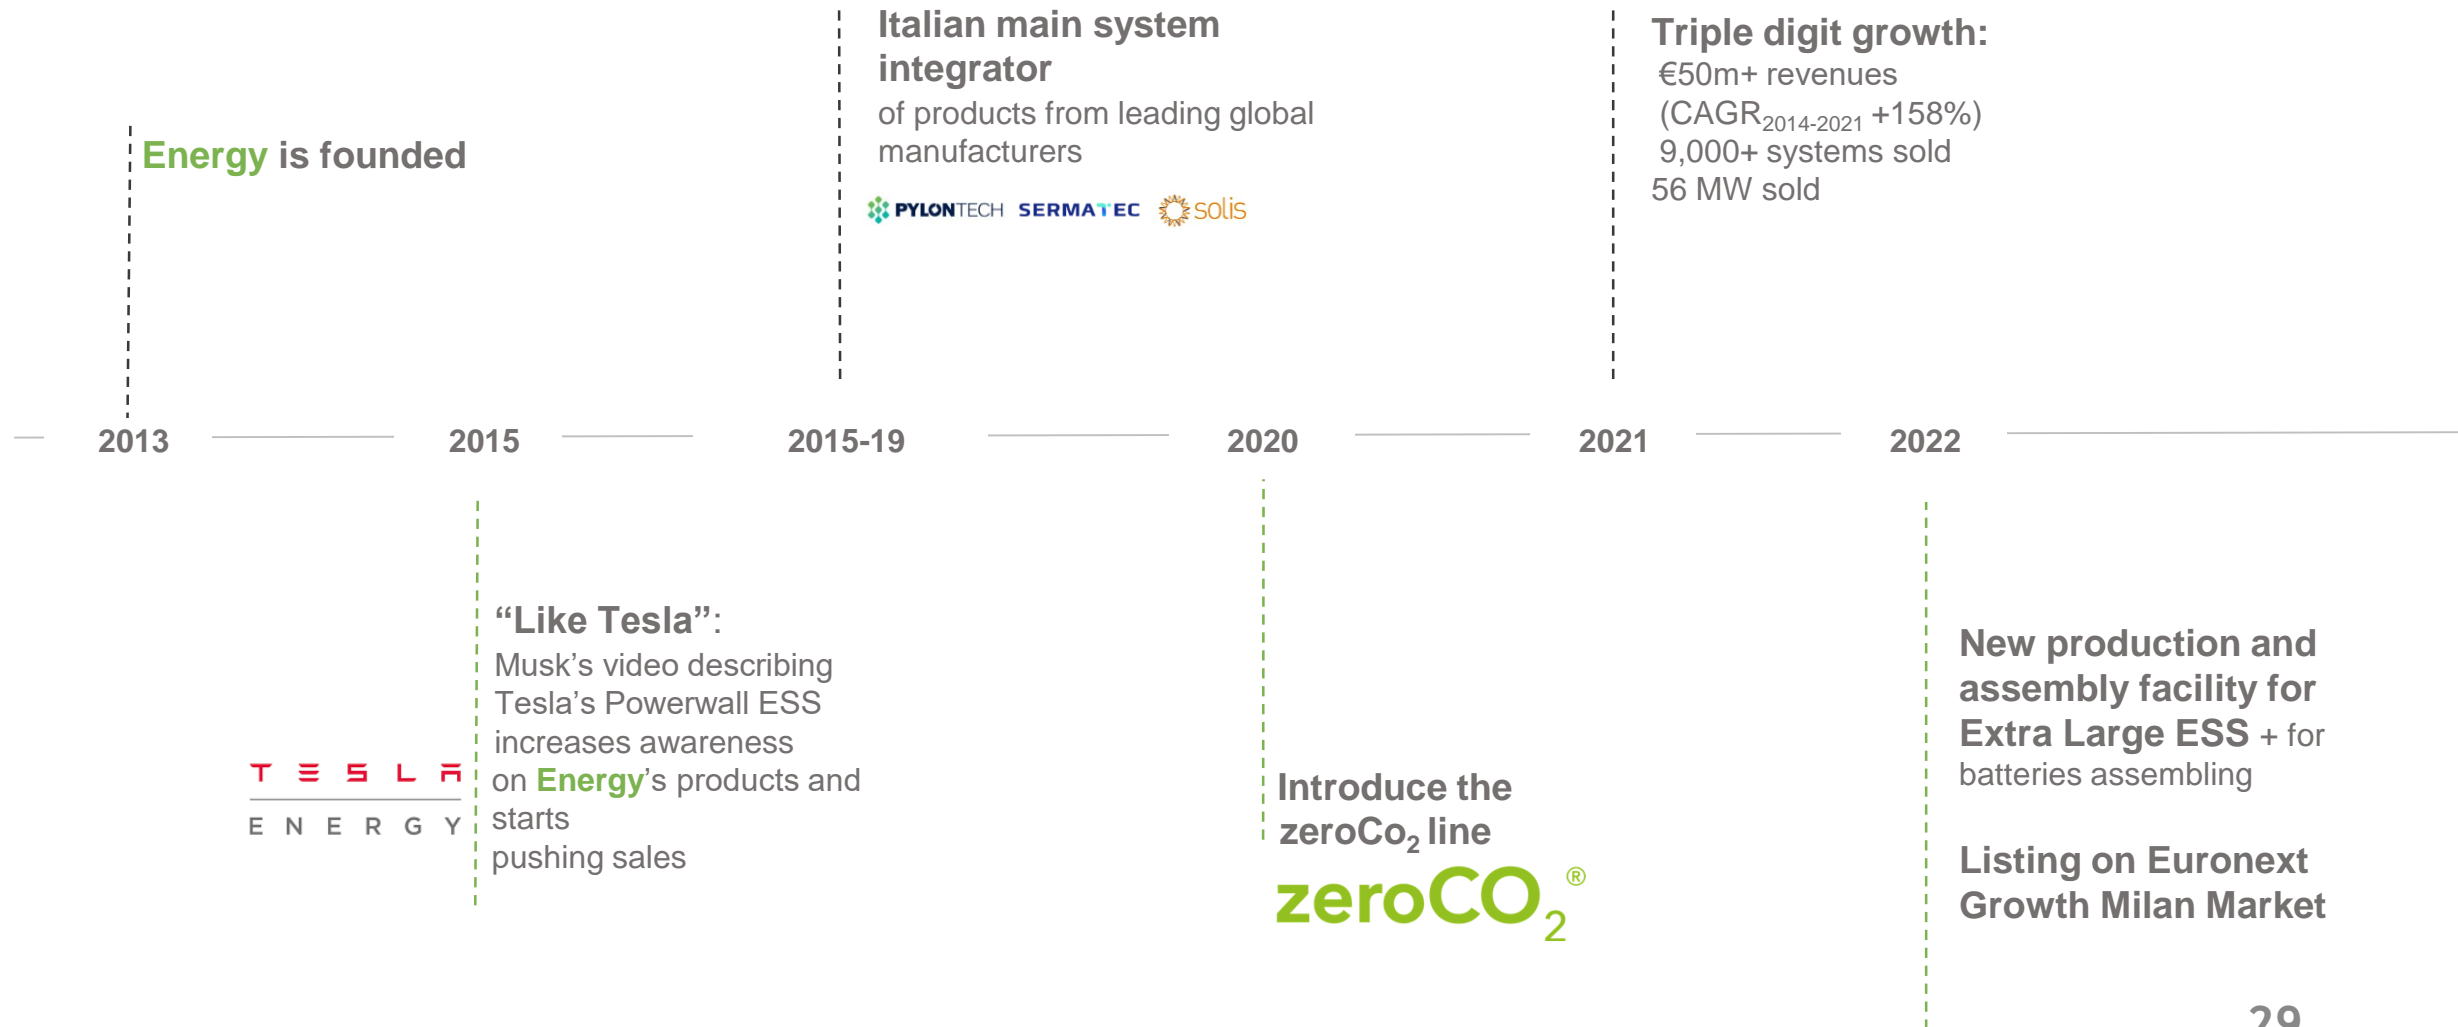 Italian main system
integrator
of products from leading global
manufacturers
PYLONTECH SERMATEC solis
Triple digit growth:
€50m+ revenues
(CAGR2014-2021 +158%)
9,000+ systems sold
56 MW sold
Energy is founded
2013 2015 2015-19 2020 2021 2022
“Like Tesla”:
Musk’s video describing
Tesla’s Powerwall ESS
increases awareness
on Energy’s products and
starts
pushing sales
TESLA
ENERGY
Introduce the
zeroCo2 line
zeroCO2®
New production and
assembly facility for
Extra Large ESS + for
batteries assembling
Listing on Euronext
Growth Milan Market
29